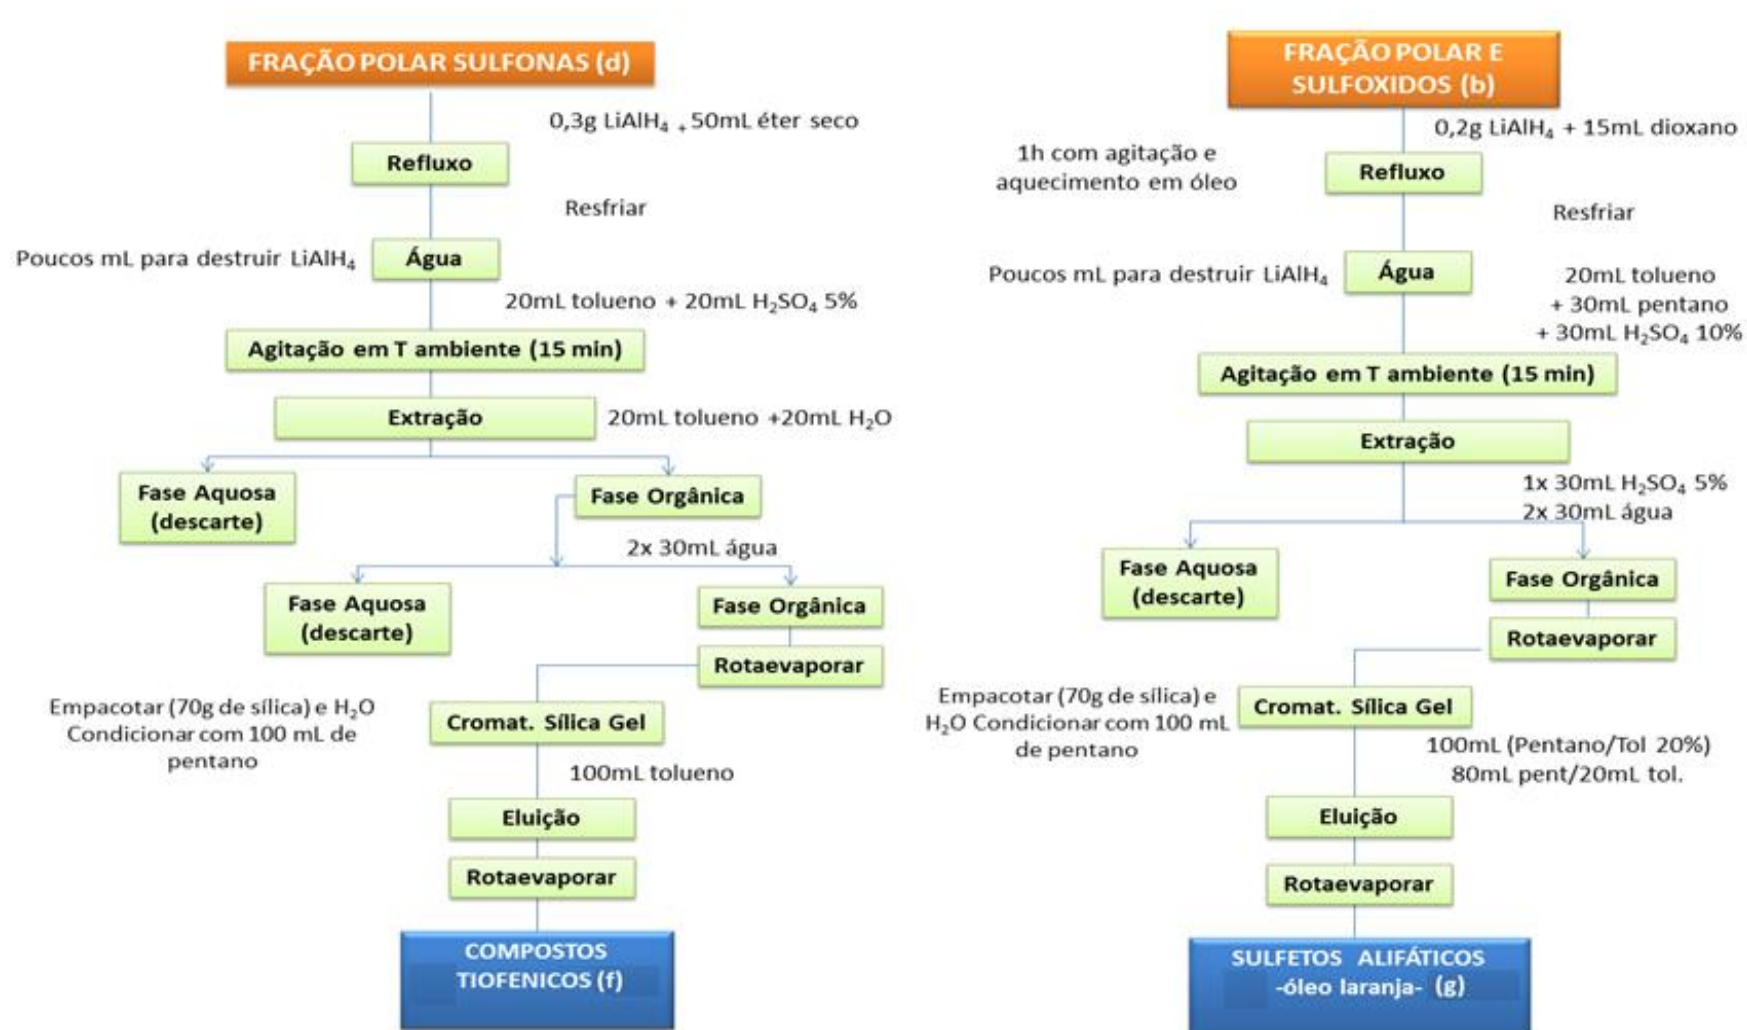 FRAÇÃO POLAR SULFONAS (d)
0,3g LiAlH₄ + 50mL éter seco
Refluxo
Resfriar
Poucos mL para destruir LiAlH₄
Água
20mL tolueno + 20mL H₂SO₄ 5%
Agitação em T ambiente (15 min)
Extração
20mL tolueno +20mL H₂O
Fase Aquosa
(descarte)
Fase Orgânica
2x 30mL água
Fase Aquosa
(descarte)
Fase Orgânica
Rotaevaporar
Empacotar (70g de sílica) e H₂O
Condicionar com 100 mL de
pentano
Cromat. Sílica Gel
100mL tolueno
Eluição
Rotaevaporar
COMPOSTOS
TIOFENICOS (f)
FRAÇÃO POLAR E
SULFOXIDOS (b)
0,2g LiAlH₄ + 15mL dioxano
1h com agitação e
aquecimento em óleo
Refluxo
Resfriar
Poucos mL para destruir LiAlH₄
Água
20mL tolueno
+ 30mL pentano
+ 30mL H₂SO₄ 10%
Agitação em T ambiente (15 min)
Extração
1x 30mL H₂SO₄ 5%
2x 30mL água
Fase Aquosa
(descarte)
Fase Orgânica
Rotaevaporar
Empacotar (70g de sílica) e
H₂O Condicionar com 100 mL
de pentano
Cromat. Sílica Gel
100mL (Pentano/Tol 20%)
80mL pent/20mL tol.
Eluição
Rotaevaporar
SULFETOS ALIFÁTICOS
-óleo laranja- (g)